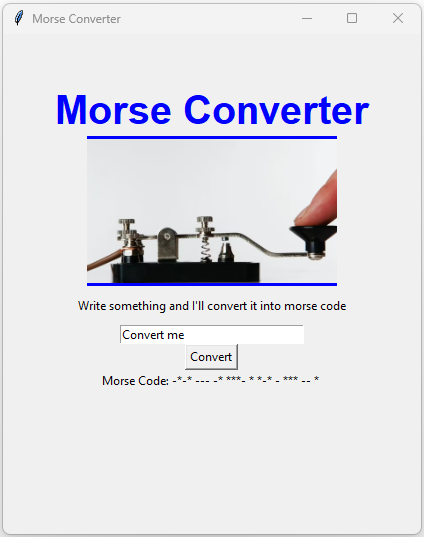 Morse Converter
Morse Converter
Write something and I'll convert it into morse code
Convert me
Convert
Morse Code: -*-* --- -* ***- * *-* - *** -- *